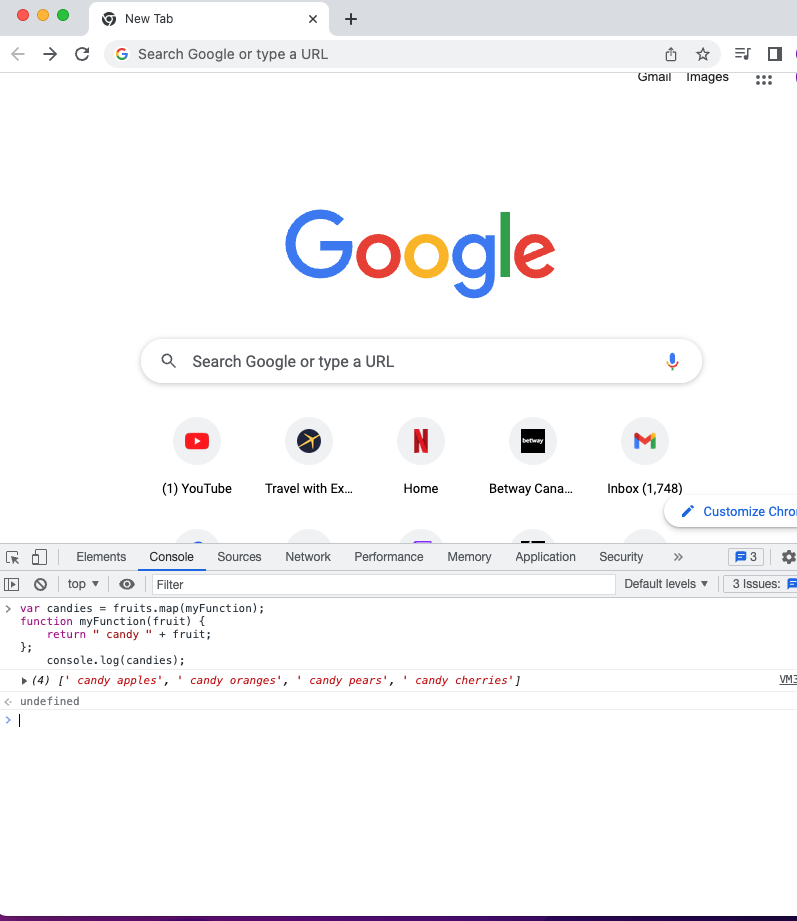 New Tab
Search Google or type a URL
Gmail Images
Google
Search Google or type a URL
betway
(1) YouTube Travel with Ex... Home Betway Cana... Inbox (1,748)
Customize Chro
Elements Console Sources Network Performance Memory Application Security » 3
top Filter Default levels 3 Issues:
var candies = fruits.map(myFunction);
function myFunction(fruit) {
return " candy " + fruit;
};
console.log(candies);
(4) [' candy apples', ' candy oranges', ' candy pears', ' candy cherries'] VM3
undefined